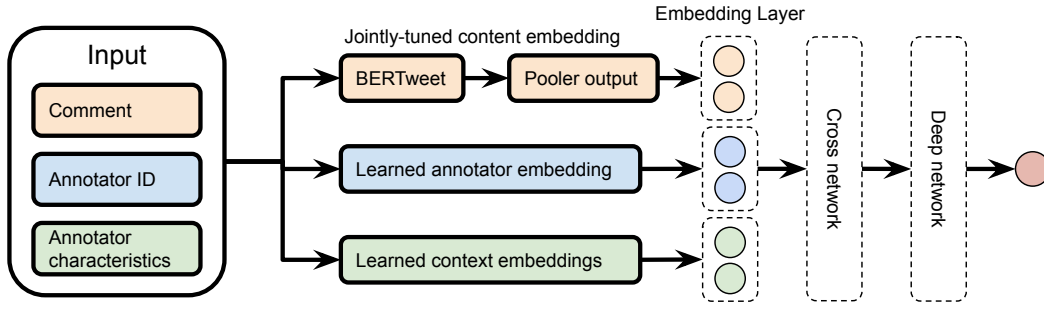 Input
Comment
Annotator ID
Annotator
characteristics
Jointly-tuned content embedding
BERTweet
Pooler output
Learned annotator embedding
Learned context embeddings
Embedding Layer
Cross network
Deep network